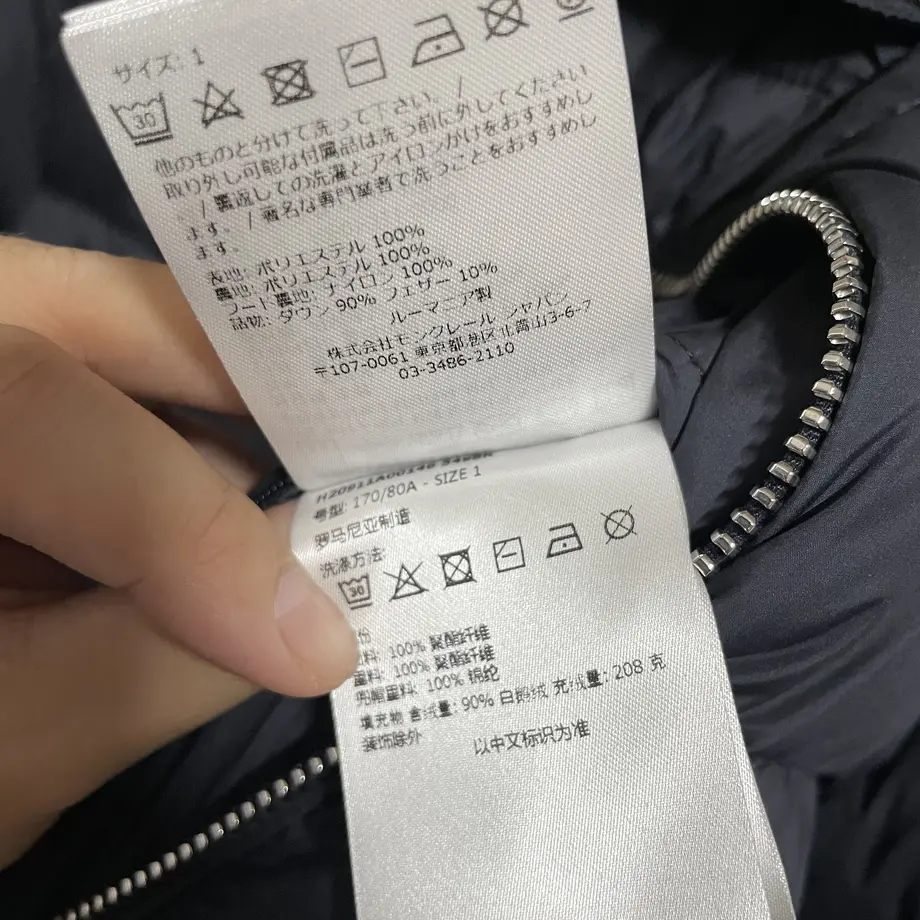 サイズ: 1
30
他のものと分けて洗って下さい。 /
取り外し可能な付属品は洗う前に外してください
。 / 裏返しての洗濯とアイロンがけをおすすめし
ます。 / 著名な専門業者で洗うことをおすすめし
ます。
表地: ポリエステル 100%
裏地: ポリエステル 100%
フード裏地: ナイロン 100%
詰物: ダウン 90% フェザー 10%
ルーマニア製
株式会社モンクレール ジャパン
〒107-0061 東京都港区北青山3-6-7
03-3486-2110
号型: 170/80A - SIZE 1
罗马尼亚制造
洗涤方法:
30
份
料: 100% 聚酯纤维
里料: 100% 聚酯纤维
兜帽里料: 100% 锦纶
填充物 含绒量: 90% 白鹅绒 充绒量: 208 克
装饰除外
以中文标识为准